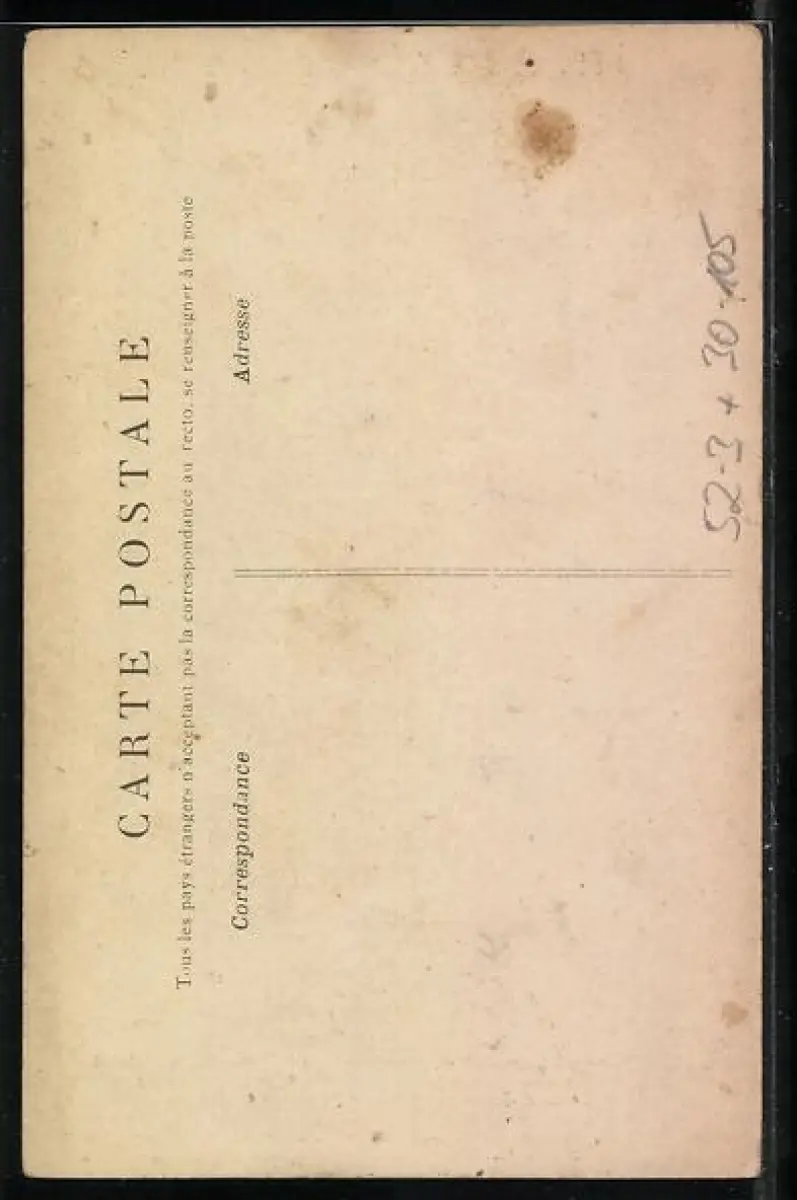 CARTE POSTALE
Tous les pays étrangers n'acceptant pas la correspondance au recto, se renseigner à la poste
Correspondance
Adresse
52-3 + 30-105